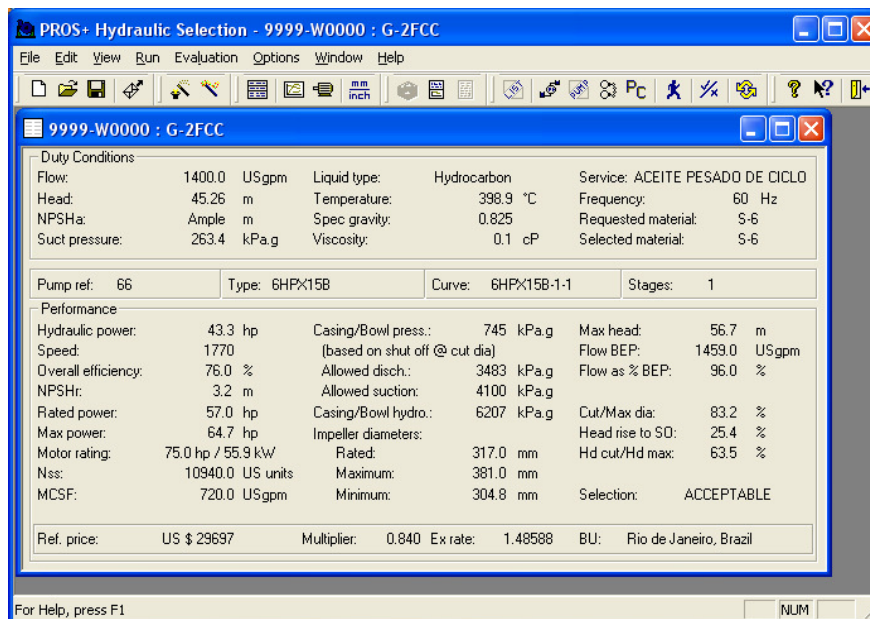 PROS+ Hydraulic Selection - 9999-W0000 : G-2FCC
File Edit View Run Evaluation Options Window Help
mm inch PC
9999-W0000 : G-2FCC
Duty Conditions
Flow: 1400.0 USgpm Liquid type: Hydrocarbon Service: ACEITE PESADO DE CICLO
Head: 45.26 m Temperature: 398.9 °C Frequency: 60 Hz
NPSHa: Ample m Spec gravity: 0.825 Requested material: S-6
Suct pressure: 263.4 kPa.g Viscosity: 0.1 cP Selected material: S-6
Pump ref: 66 Type: 6HPX15B Curve: 6HPX15B-1-1 Stages: 1
Performance
Hydraulic power: 43.3 hp Casing/Bowl press.: 745 kPa.g Max head: 56.7 m
Speed: 1770 (based on shut off @ cut dia) Flow BEP: 1459.0 USgpm
Overall efficiency: 76.0 % Allowed disch.: 3483 kPa.g Flow as % BEP: 96.0 %
NPSHr: 3.2 m Allowed suction: 4100 kPa.g
Rated power: 57.0 hp Casing/Bowl hydro.: 6207 kPa.g Cut/Max dia: 83.2 %
Max power: 64.7 hp Impeller diameters: Head rise to SO: 25.4 %
Motor rating: 75.0 hp / 55.9 kW Rated: 317.0 mm Hd cut/Hd max: 63.5 %
Nss: 10940.0 US units Maximum: 381.0 mm
MCSF: 720.0 USgpm Minimum: 304.8 mm Selection: ACCEPTABLE
Ref. price: US $ 29697 Multiplier: 0.840 Ex rate: 1.48588 BU: Rio de Janeiro, Brazil
For Help, press F1 NUM